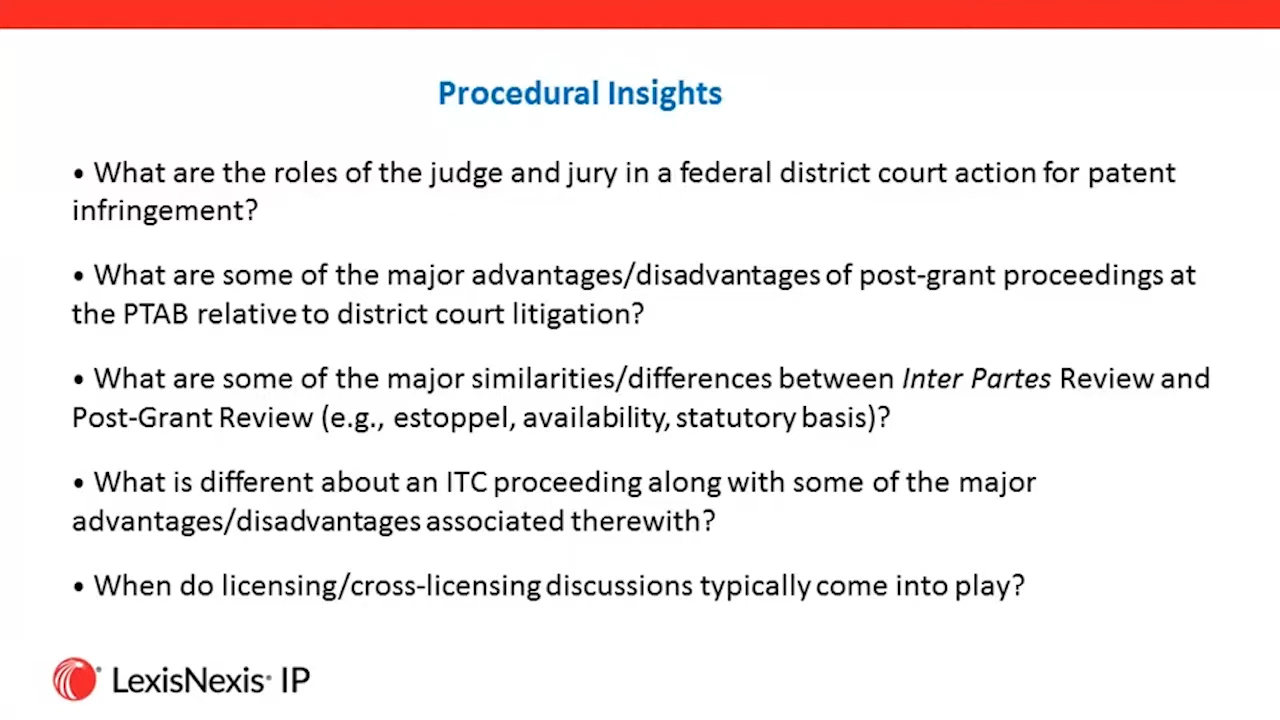 Procedural Insights
• What are the roles of the judge and jury in a federal district court action for patent
infringement?
• What are some of the major advantages/disadvantages of post-grant proceedings at
the PTAB relative to district court litigation?
• What are some of the major similarities/differences between Inter Partes Review and
Post-Grant Review (e.g., estoppel, availability, statutory basis)?
• What is different about an ITC proceeding along with some of the major
advantages/disadvantages associated therewith?
• When do licensing/cross-licensing discussions typically come into play?
LexisNexis® IP